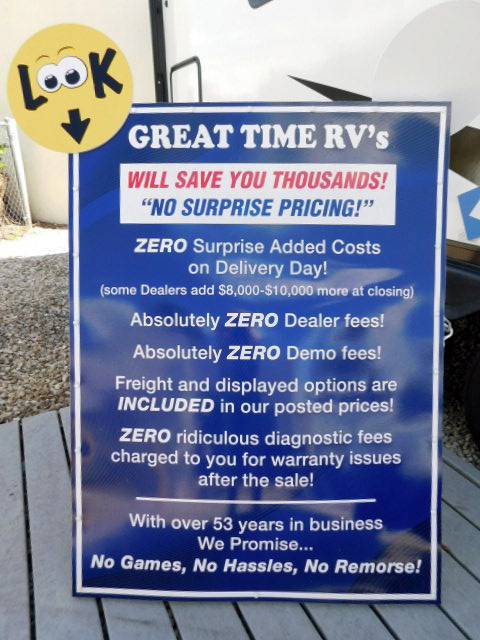 LOOK
GREAT TIME RV's
WILL SAVE YOU THOUSANDS!
“NO SURPRISE PRICING!”
ZERO Surprise Added Costs
on Delivery Day!
(some Dealers add $8,000-$10,000 more at closing)
Absolutely ZERO Dealer fees!
Absolutely ZERO Demo fees!
Freight and displayed options are
INCLUDED in our posted prices!
ZERO ridiculous diagnostic fees
charged to you for warranty issues
after the sale!
With over 53 years in business
We Promise...
No Games, No Hassles, No Remorse!